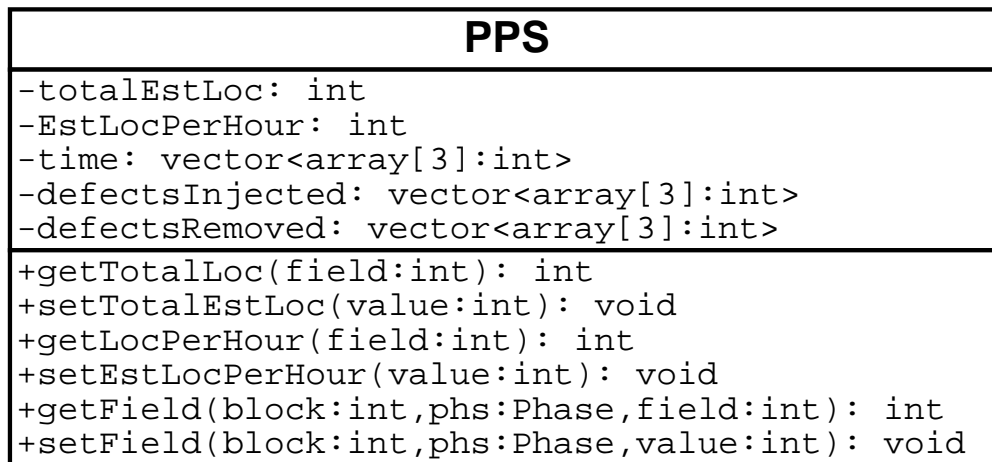 PPS
-totalEstLoc: int
-EstLocPerHour: int
-time: vector<array[3]:int>
-defectsInjected: vector<array[3]:int>
-defectsRemoved: vector<array[3]:int>
+getTotalLoc(field:int): int
+setTotalEstLoc(value:int): void
+getLocPerHour(field:int): int
+setEstLocPerHour(value:int): void
+getField(block:int,phs:Phase,field:int): int
+setField(block:int,phs:Phase,value:int): void